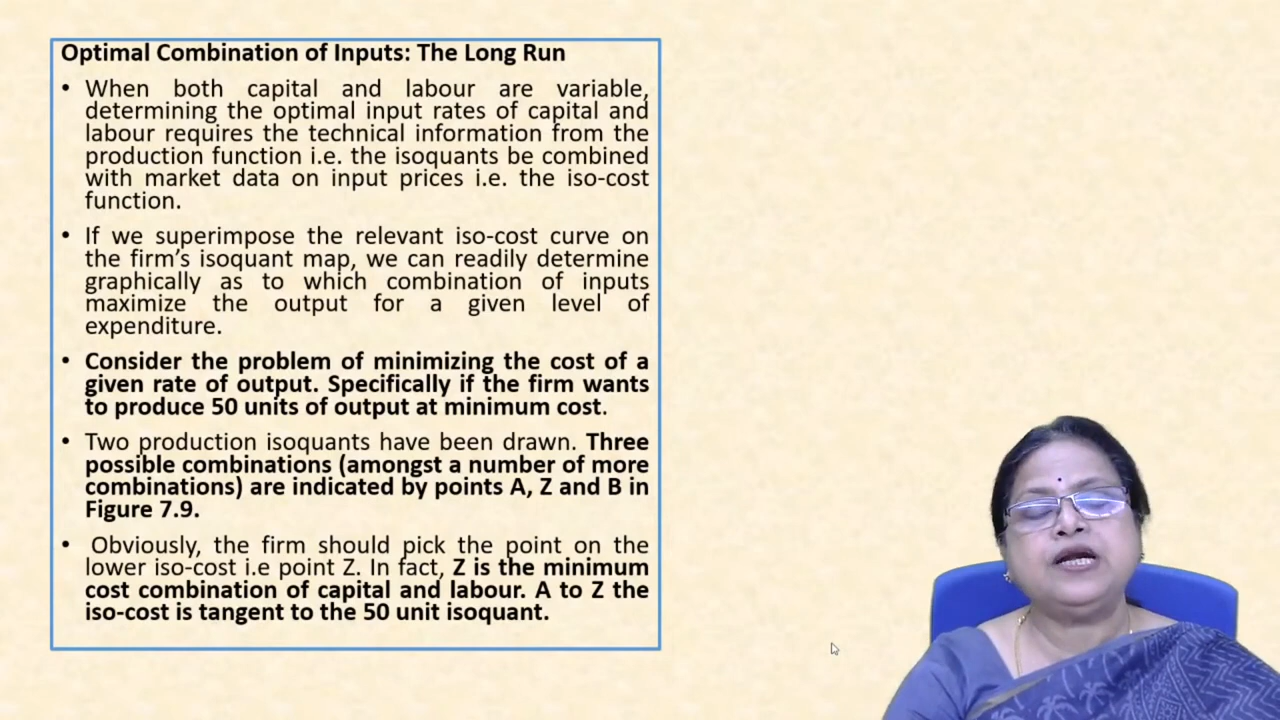 Optimal Combination of Inputs: The Long Run
• When both capital and labour are variable,
determining the optimal input rates of capital and
labour requires the technical information from the
production function i.e. the isoquants be combined
with market data on input prices i.e. the iso-cost
function.
• If we superimpose the relevant iso-cost curve on
the firm's isoquant map, we can readily determine
graphically as to which combination of inputs
maximize the output for a given level of
expenditure.
• Consider the problem of minimizing the cost of a
given rate of output. Specifically if the firm wants
to produce 50 units of output at minimum cost.
• Two production isoquants have been drawn. Three
possible combinations (amongst a number of more
combinations) are indicated by points A, Z and B in
Figure 7.9.
• Obviously, the firm should pick the point on the
lower iso-cost i.e point Z. In fact, Z is the minimum
cost combination of capital and labour. A to Z the
iso-cost is tangent to the 50 unit isoquant.